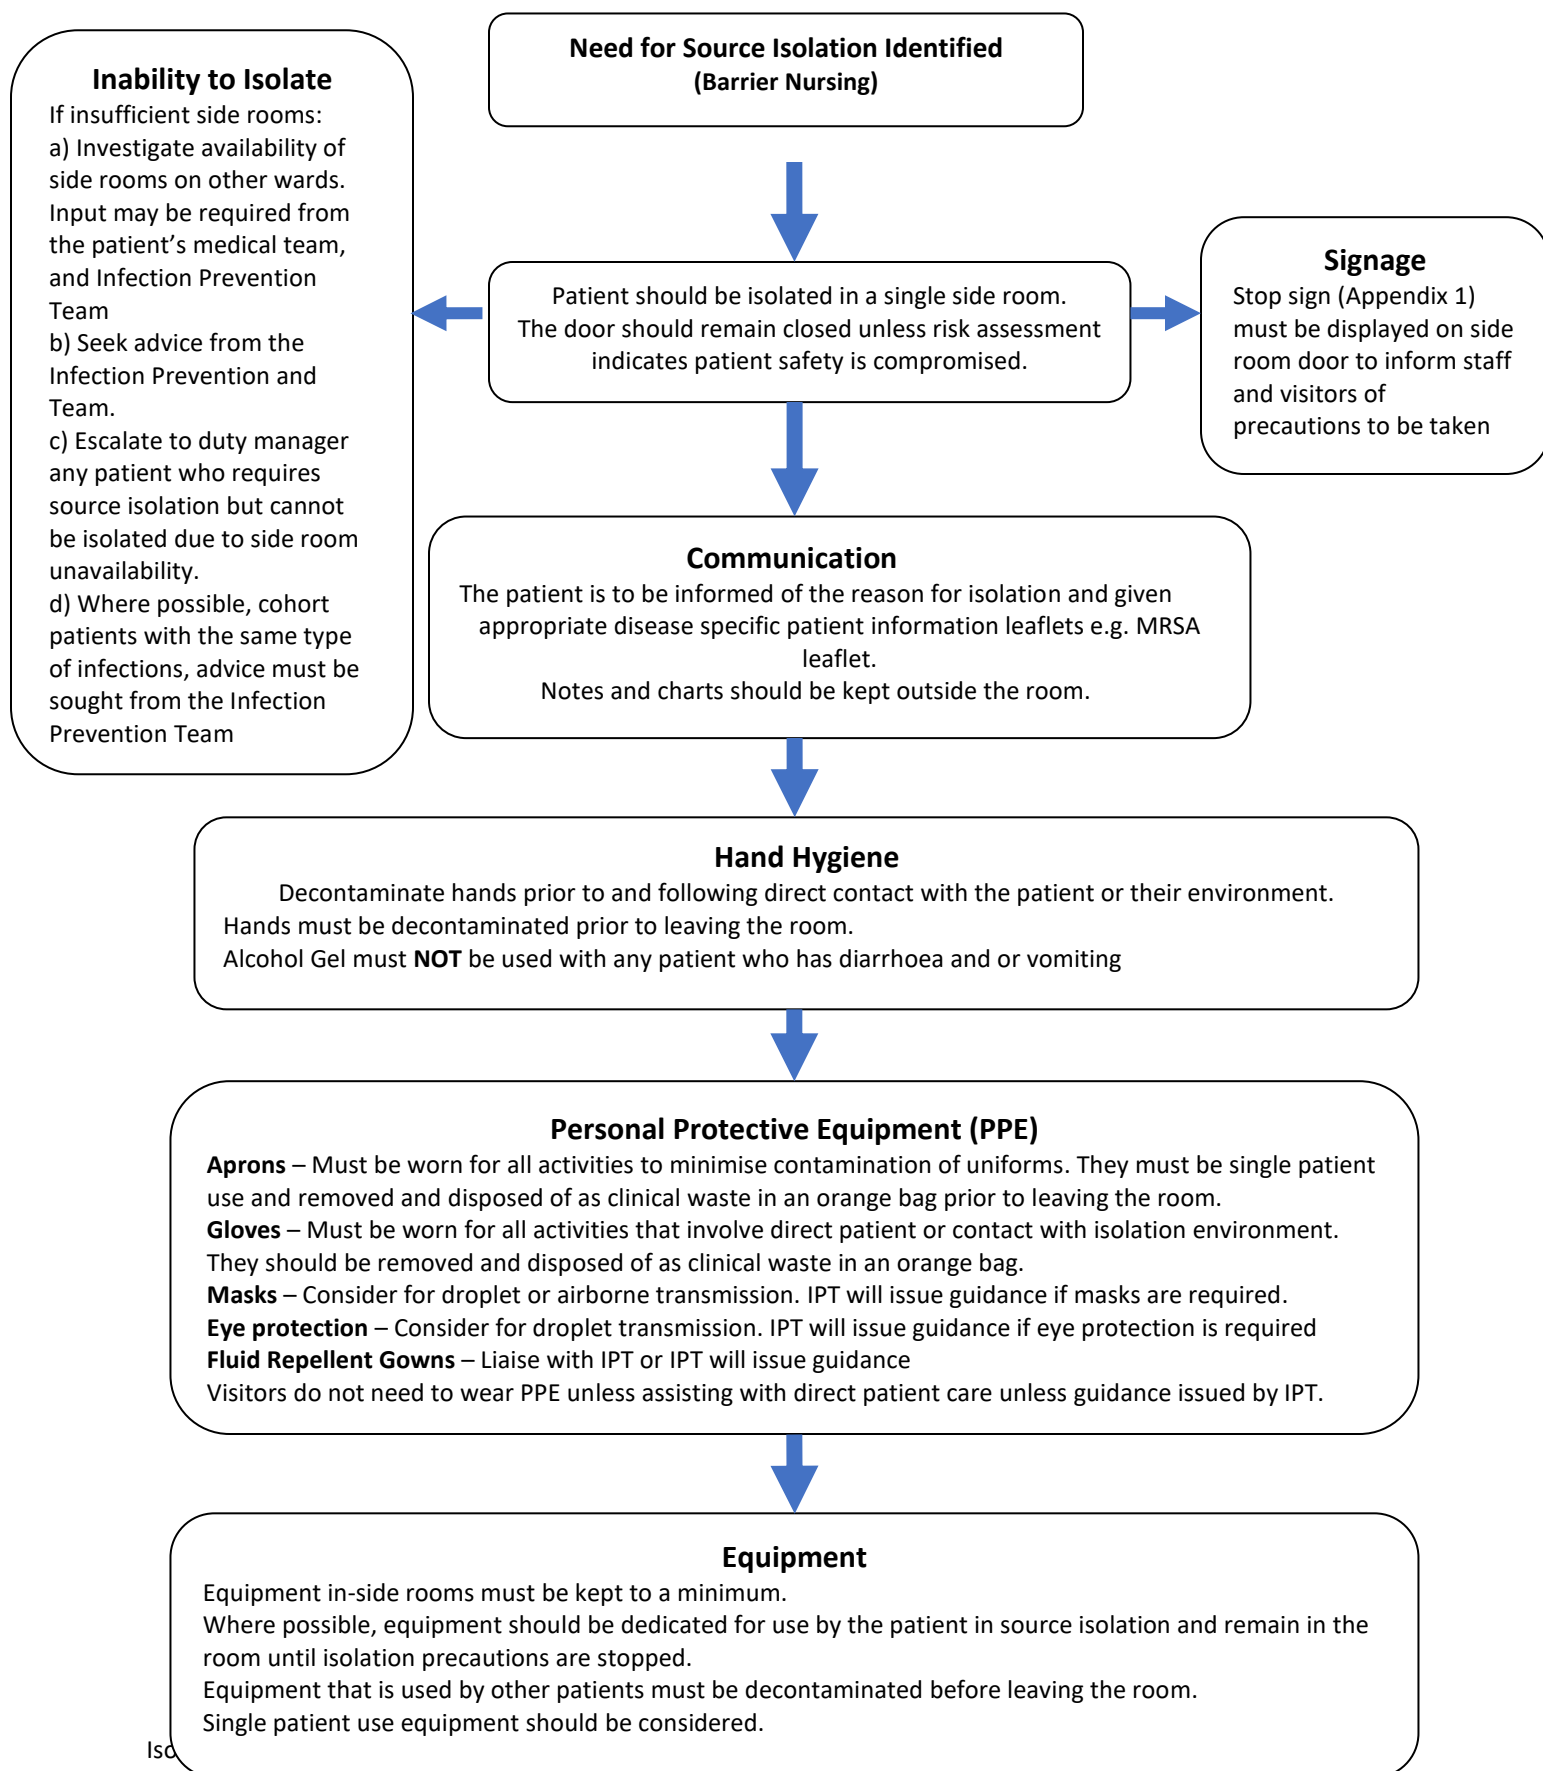 Need for Source Isolation Identified
(Barrier Nursing)
Inability to Isolate
If insufficient side rooms:
a) Investigate availability of
side rooms on other wards.
Input may be required from
the patient’s medical team,
and Infection Prevention
Team
b) Seek advice from the
Infection Prevention and
Team.
c) Escalate to duty manager
any patient who requires
source isolation but cannot
be isolated due to side room
unavailability.
d) Where possible, cohort
patients with the same type
of infections, advice must be
sought from the Infection
Prevention Team
Patient should be isolated in a single side room.
The door should remain closed unless risk assessment
indicates patient safety is compromised.
Signage
Stop sign (Appendix 1)
must be displayed on side
room door to inform staff
and visitors of
precautions to be taken
Communication
The patient is to be informed of the reason for isolation and given
appropriate disease specific patient information leaflets e.g. MRSA
leaflet.
Notes and charts should be kept outside the room.
Hand Hygiene
Decontaminate hands prior to and following direct contact with the patient or their environment.
Hands must be decontaminated prior to leaving the room.
Alcohol Gel must NOT be used with any patient who has diarrhoea and or vomiting
Personal Protective Equipment (PPE)
Aprons – Must be worn for all activities to minimise contamination of uniforms. They must be single patient
use and removed and disposed of as clinical waste in an orange bag prior to leaving the room.
Gloves – Must be worn for all activities that involve direct patient or contact with isolation environment.
They should be removed and disposed of as clinical waste in an orange bag.
Masks – Consider for droplet or airborne transmission. IPT will issue guidance if masks are required.
Eye protection – Consider for droplet transmission. IPT will issue guidance if eye protection is required
Fluid Repellent Gowns – Liaise with IPT or IPT will issue guidance
Visitors do not need to wear PPE unless assisting with direct patient care unless guidance issued by IPT.
Equipment
Equipment in-side rooms must be kept to a minimum.
Where possible, equipment should be dedicated for use by the patient in source isolation and remain in the
room until isolation precautions are stopped.
Equipment that is used by other patients must be decontaminated before leaving the room.
Single patient use equipment should be considered.